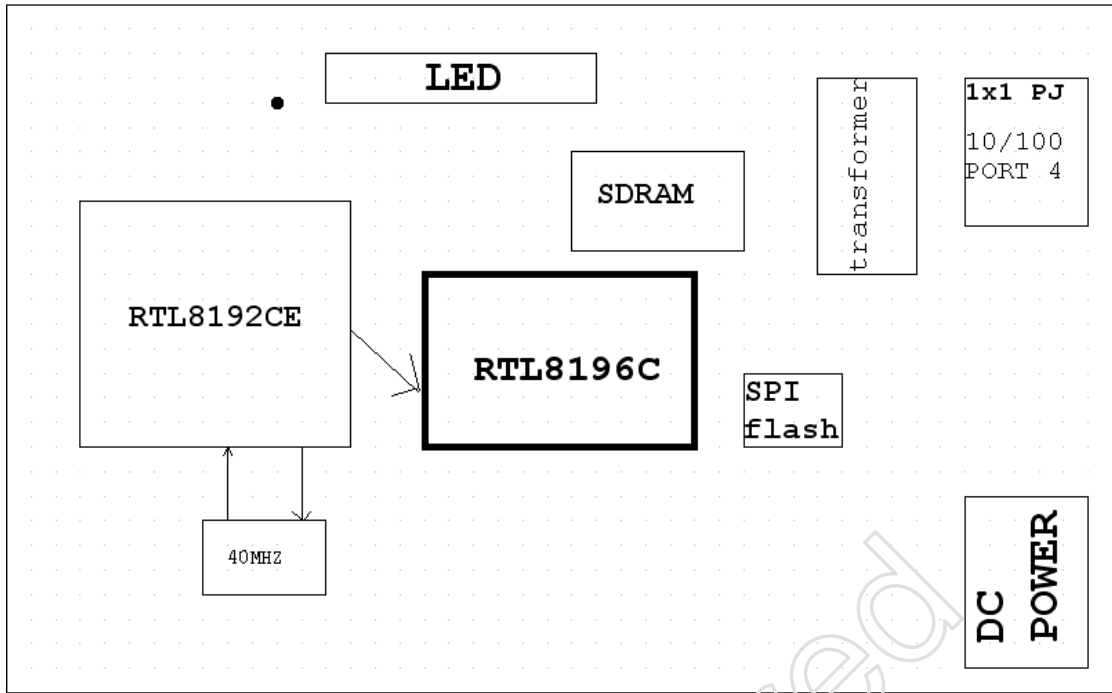 LED
transformer
1x1 PJ
10/100
PORT 4
SDRAM
RTL8192CE
RTL8196C
SPI
flash
40MHZ
DC
POWER